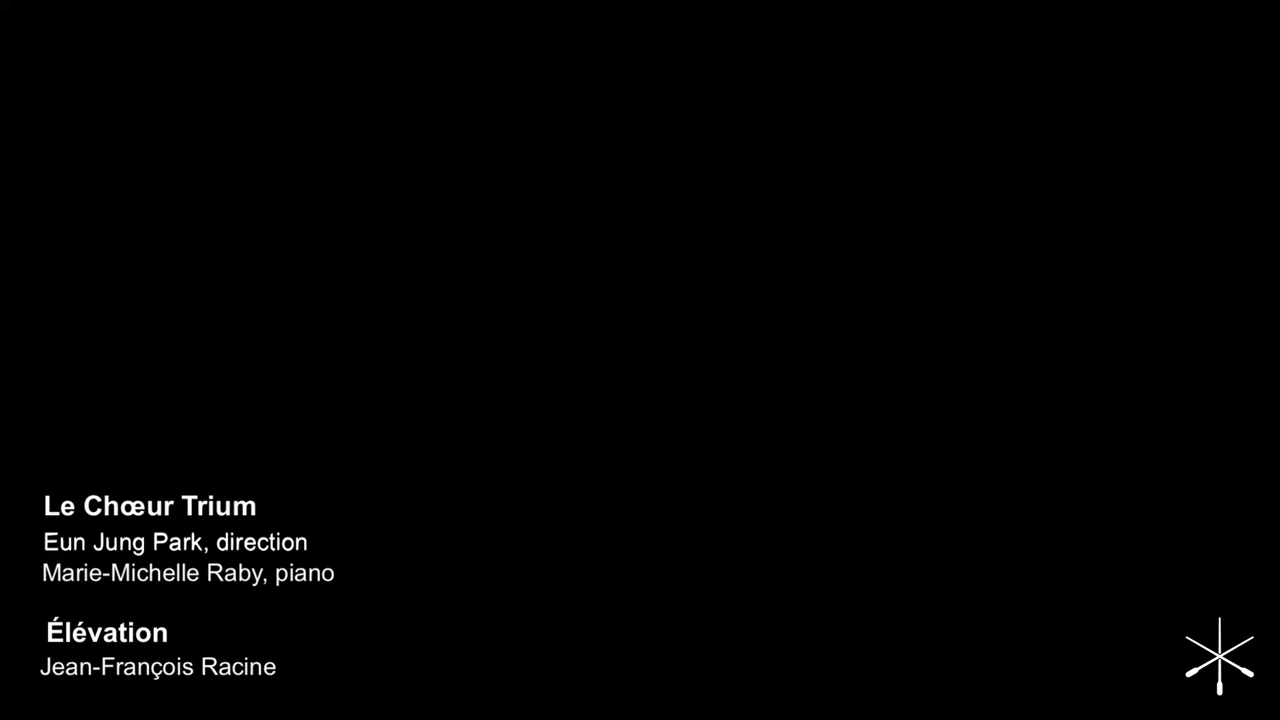 Le Chœur Trium
Eun Jung Park, direction
Marie-Michelle Raby, piano
Élévation
Jean-François Racine